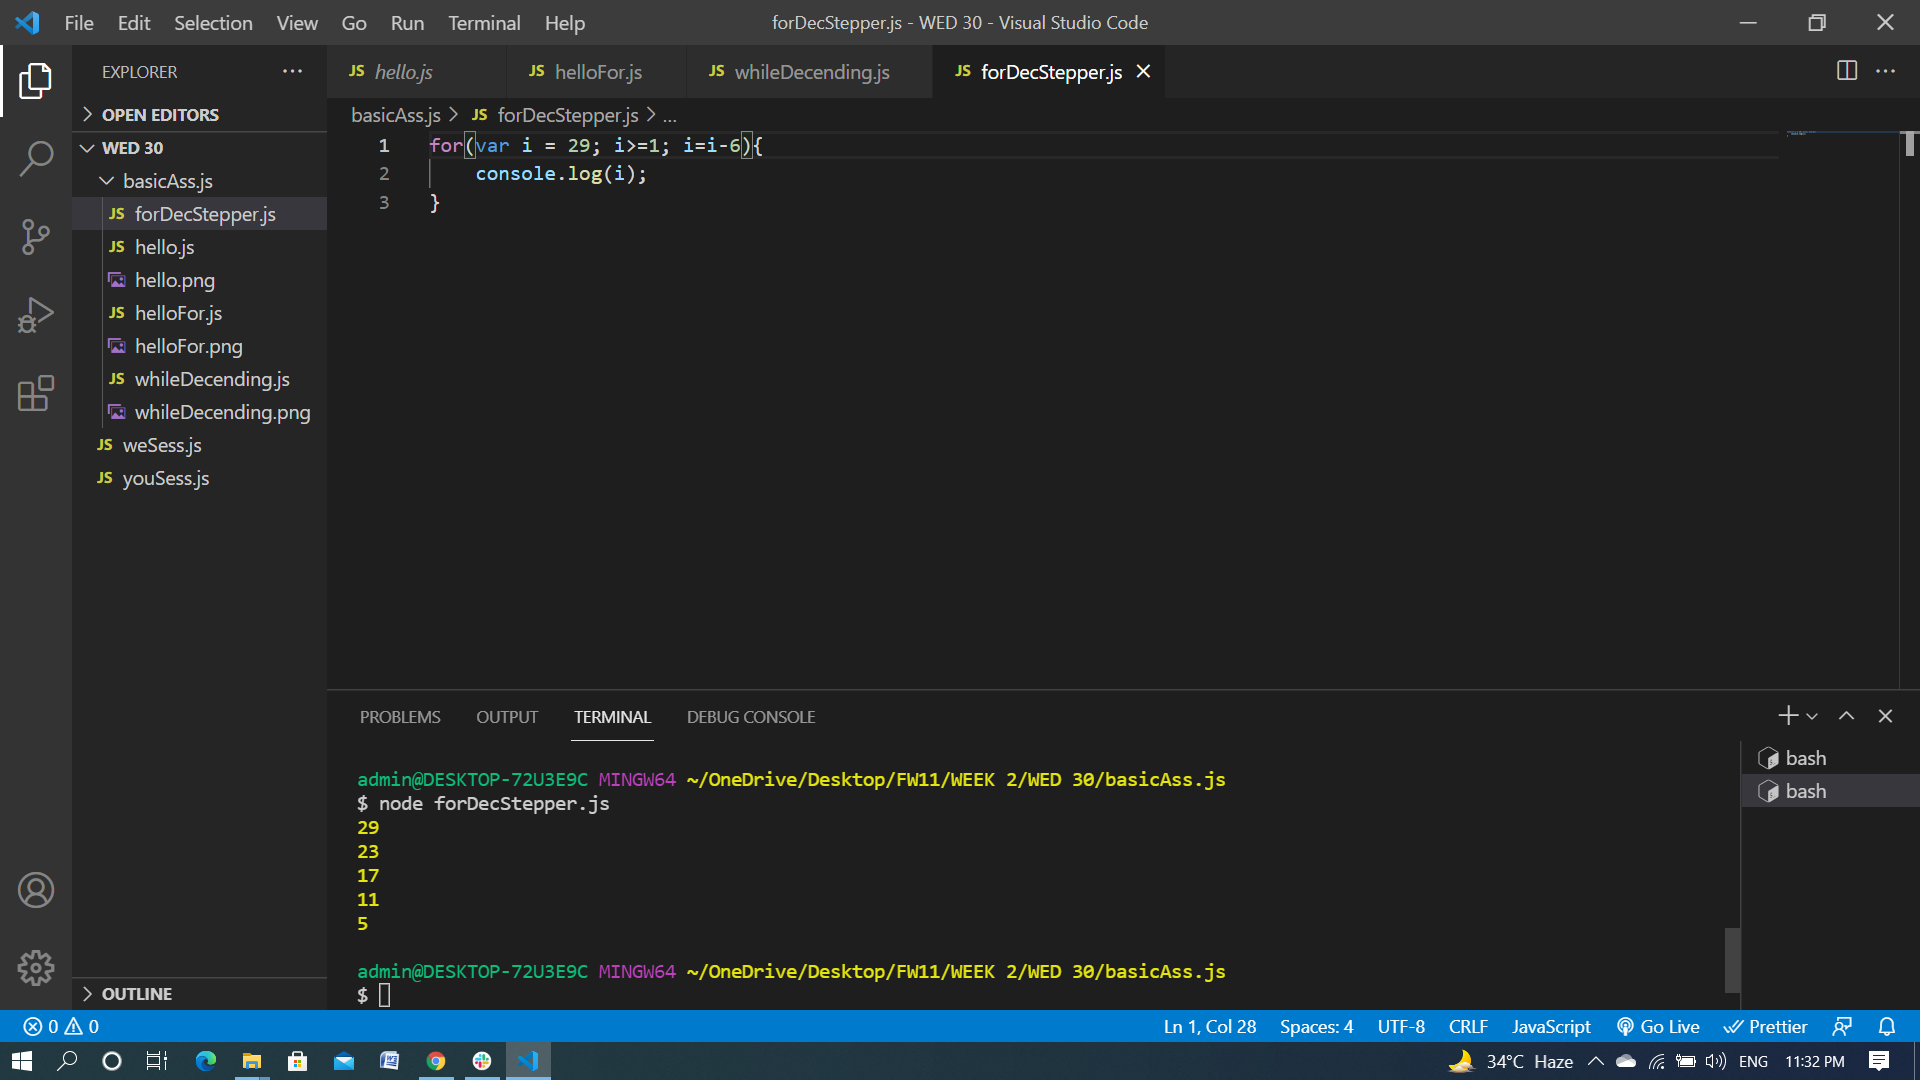 File Edit Selection View Go Run Terminal Help forDecStepper.js - WED 30 - Visual Studio Code
EXPLORER
OPEN EDITORS
WED 30
basicAss.js
JS forDecStepper.js
JS hello.js
hello.png
JS helloFor.js
helloFor.png
JS whileDecending.js
whileDecending.png
JS weSess.js
JS youSess.js
OUTLINE
JS hello.js JS helloFor.js JS whileDecending.js JS forDecStepper.js
basicAss.js > JS forDecStepper.js > ...
1 for(var i = 29; i>=1; i=i-6){
2 console.log(i);
3 }
PROBLEMS OUTPUT TERMINAL DEBUG CONSOLE
admin@DESKTOP-72U3E9C MINGW64 ~/OneDrive/Desktop/FW11/WEEK 2/WED 30/basicAss.js
$ node forDecStepper.js
29
23
17
11
5
admin@DESKTOP-72U3E9C MINGW64 ~/OneDrive/Desktop/FW11/WEEK 2/WED 30/basicAss.js
$
bash
bash
0 0 Ln 1, Col 28 Spaces: 4 UTF-8 CRLF JavaScript Go Live Prettier
34°C Haze ENG 11:32 PM